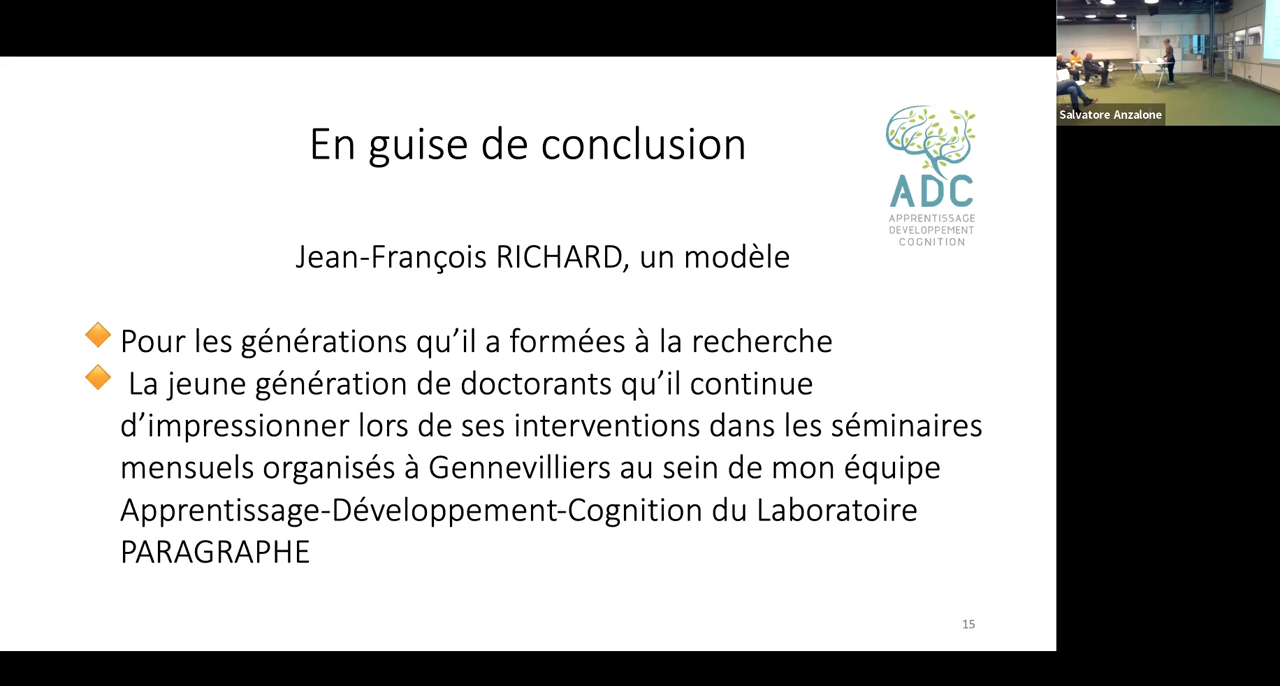 En guise de conclusion
ADC
APPRENTISSAGE
DEVELOPPEMENT
COGNITION
Jean-François RICHARD, un modèle
Pour les générations qu’il a formées à la recherche
La jeune génération de doctorants qu’il continue
d’impressionner lors de ses interventions dans les séminaires
mensuels organisés à Gennevilliers au sein de mon équipe
Apprentissage-Développement-Cognition du Laboratoire
PARAGRAPHE
15
Salvatore Anzalone